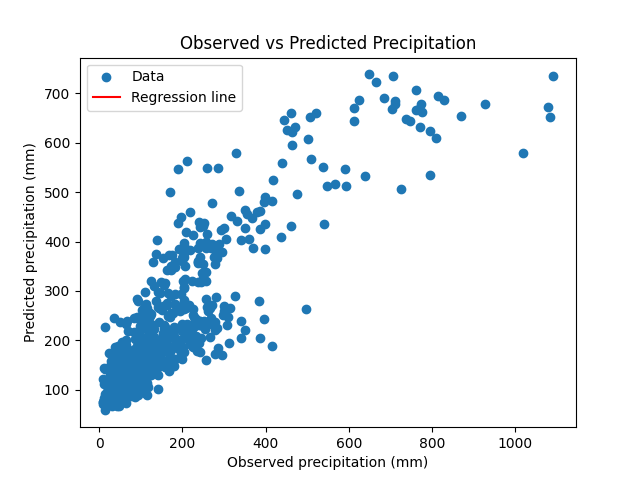 Observed vs Predicted Precipitation
Data
Regression line
Predicted precipitation (mm)
700
600
500
400
300
200
100
0
200
400
600
800
1000
Observed precipitation (mm)